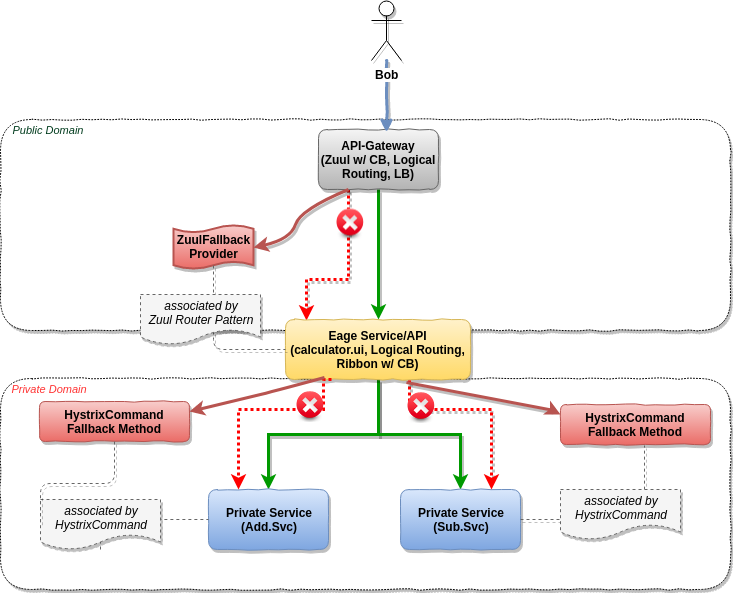 Bob
Public Domain
API-Gateway
(Zuul w/ CB, Logical
Routing, LB)
ZuulFallback
Provider
associated by
Zuul Router Pattern
Eage Service/API
(calculator.ui, Logical Routing,
Ribbon w/ CB)
Private Domain
HystrixCommand
Fallback Method
HystrixCommand
Fallback Method
associated by
HystrixCommand
Private Service
(Add.Svc)
Private Service
(Sub.Svc)
associated by
HystrixCommand